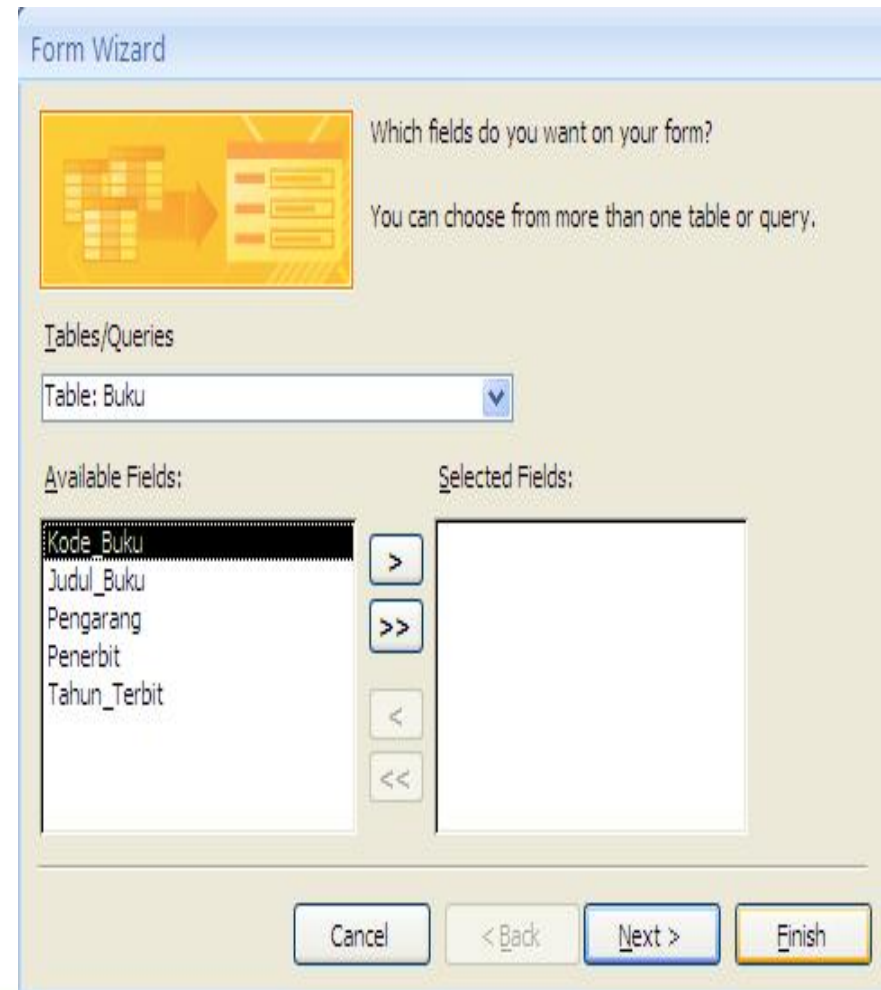 Form Wizard
Which fields do you want on your form?
You can choose from more than one table or query.
Tables/Queries
Table: Buku
Available Fields:
Selected Fields:
Kode_Buku
Judul_Buku
Pengarang
Penerbit
Tahun_Terbit
>
>>
<
<<
Cancel
< Back
Next >
Finish